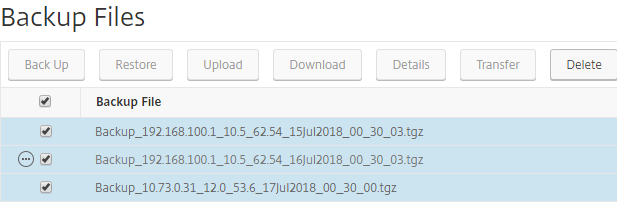 Backup Files
Back Up Restore Upload Download Details Transfer Delete
Backup File
Backup_192.168.100.1_10.5_62.54_15Jul2018_00_30_03.tgz
Backup_192.168.100.1_10.5_62.54_16Jul2018_00_30_03.tgz
Backup_10.73.0.31_12.0_53.6_17Jul2018_00_30_00.tgz